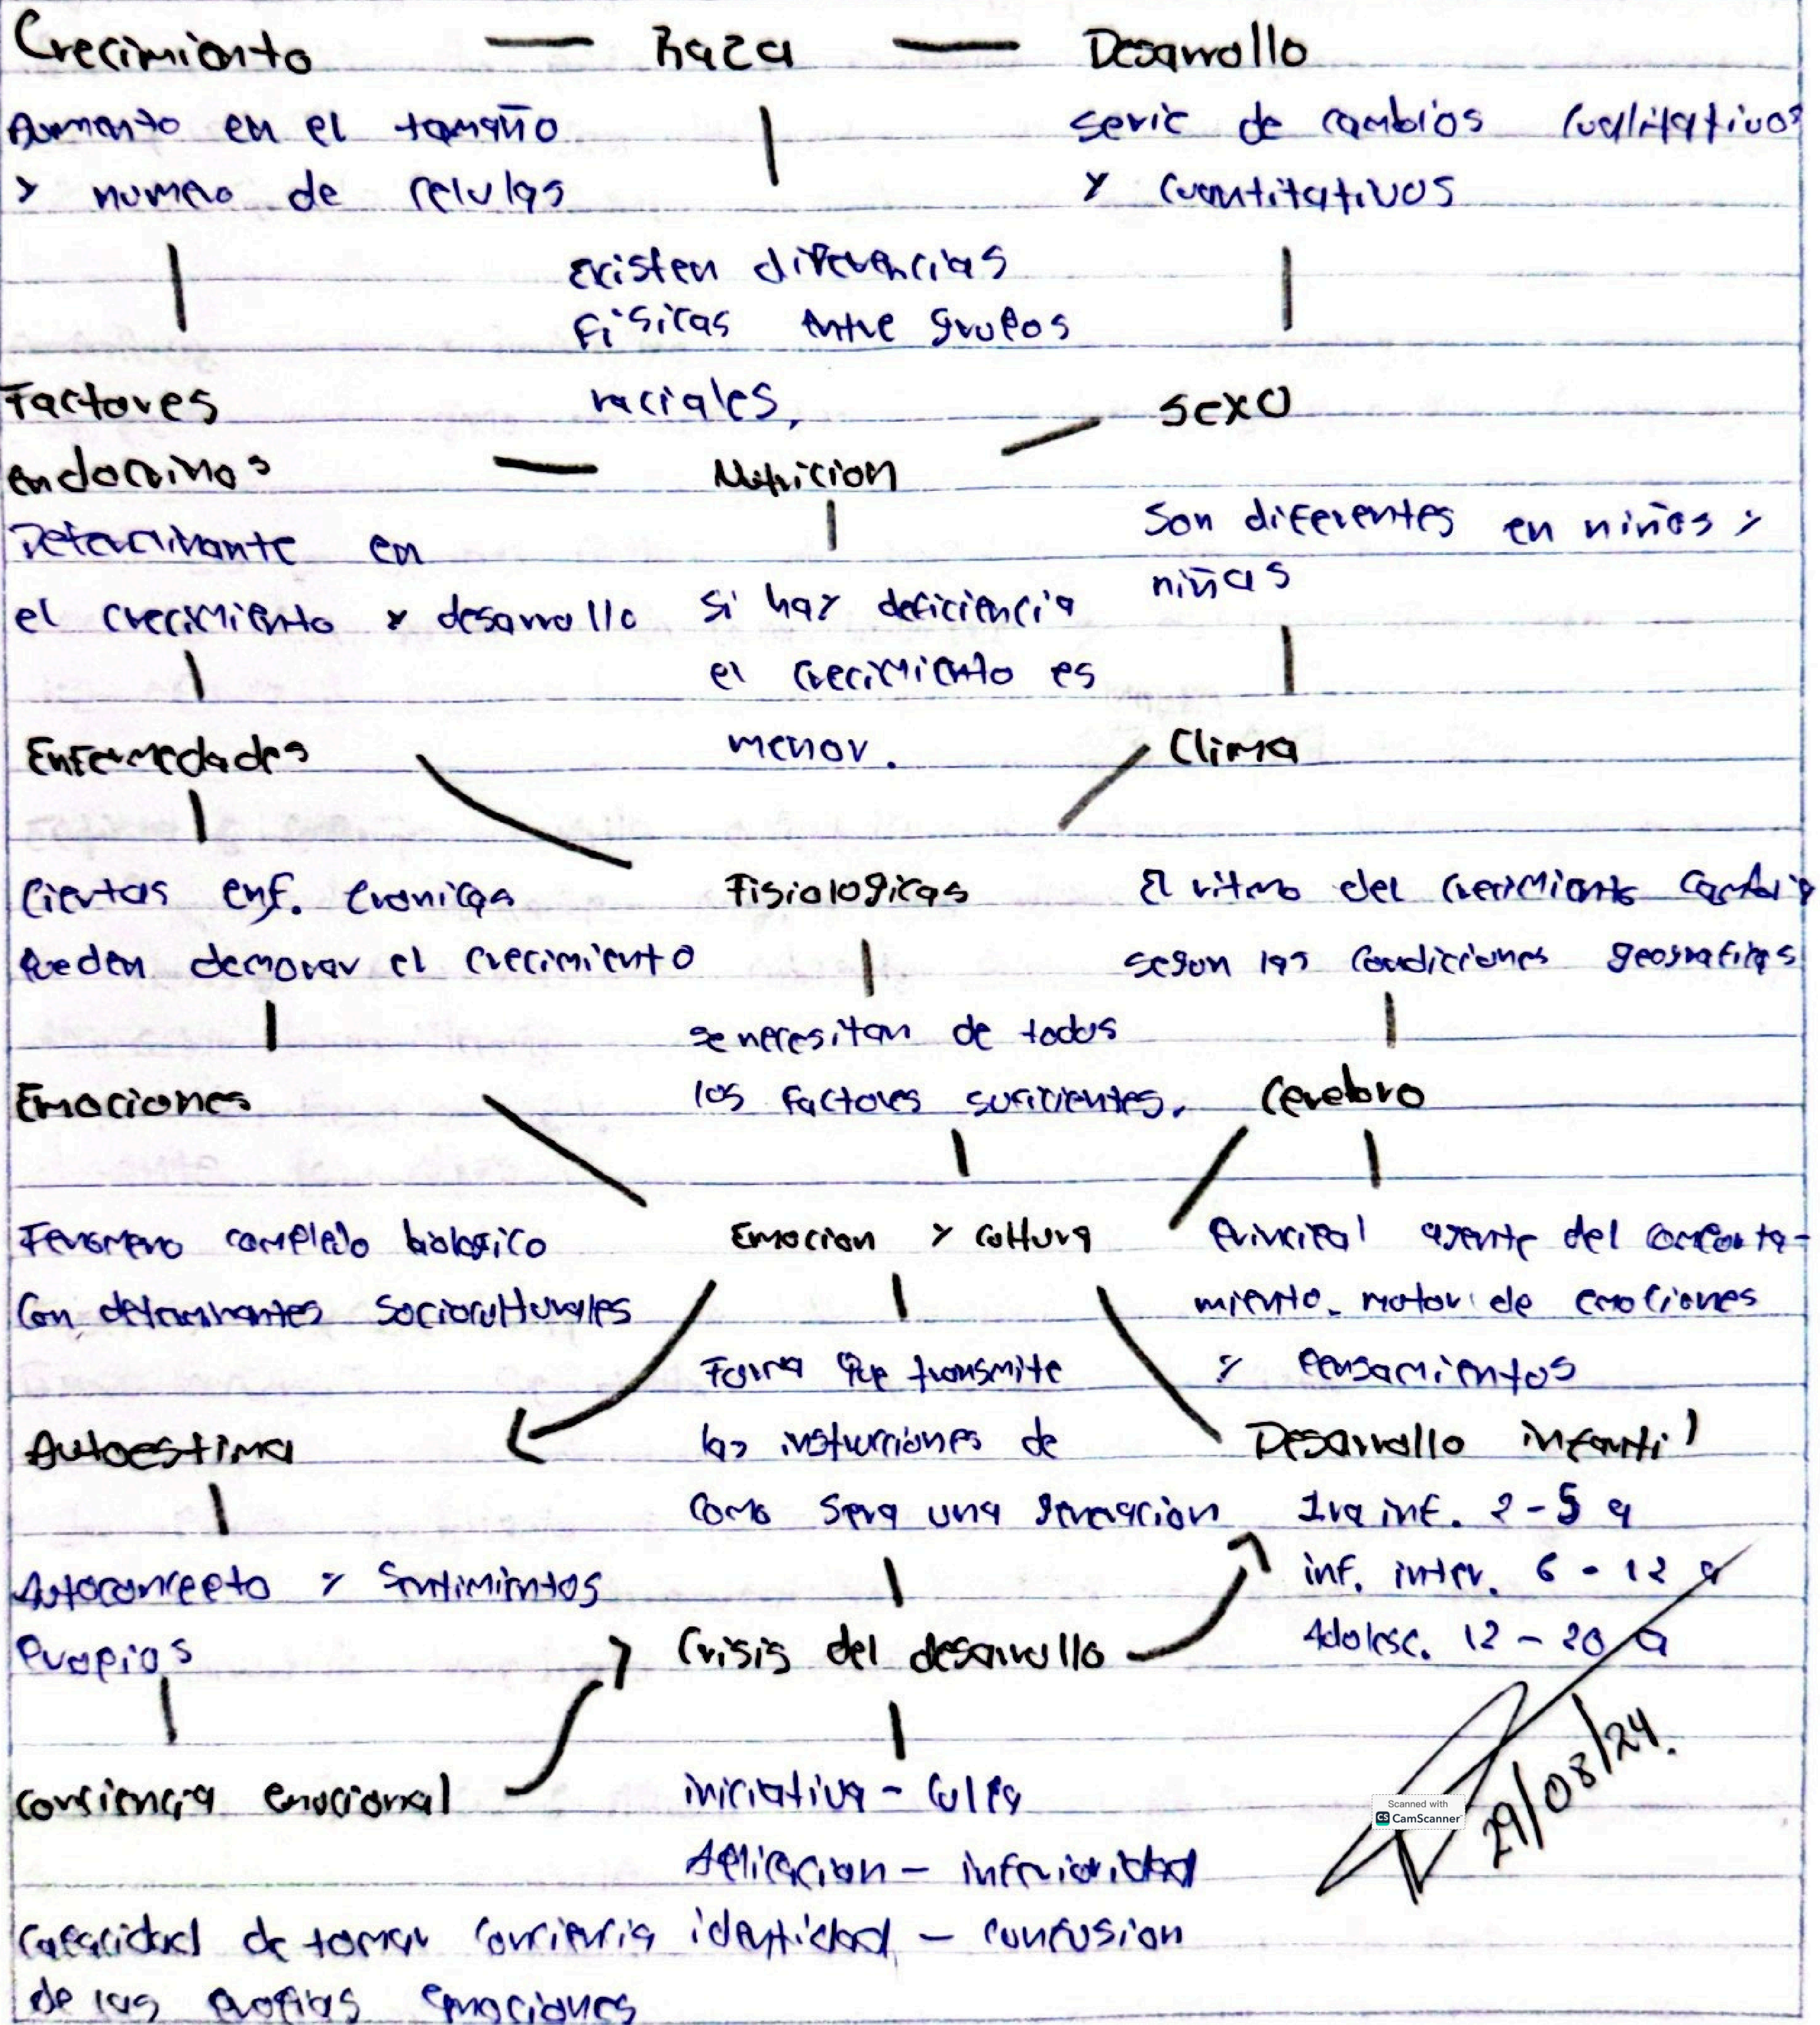 Crecimiento — Raza — Desarrollo
Aumento en el tamaño
y numero de celulas
serie de cambios cualitativos
y cuantitativos
Existen diferencias
fisicas entre grupos
raciales,
Factores
endocrinos — Nutricion
Sexo
Determinante en
el crecimiento y desarrollo
Si hay deficiencia
el crecimiento es
menor.
Son diferentes en niños y
niñas
Enfermedades
Clima
Ciertas enf. cronicas
pueden demorar el crecimiento
Fisiologicas
se necesitan de todos
los factores suficientes.
El ritmo del crecimiento cambia
segun las condiciones geograficas
Emociones
Cerebro
Fenomeno complejo biologico
con determinantes socioculturales
Emocion y cultura
Forma que transmite
las instrucciones de
como sera una generacion
Principal agente del comporta-
miento. motor de emociones
y pensamientos
Autoestima
Desarrollo infantil
Autoconcepto y sentimientos
propios
1ra inf. 2-5 a
inf. inter. 6-12 a
Adolesc. 12-20 a
Crisis del desarrollo
conciencia emocional
iniciativa - culpa
Aplicacion - inferioridad
identidad - confusion
Capacidad de tomar conciencia
de las propias emociones
29/08/24.
Scanned with
CS CamScanner